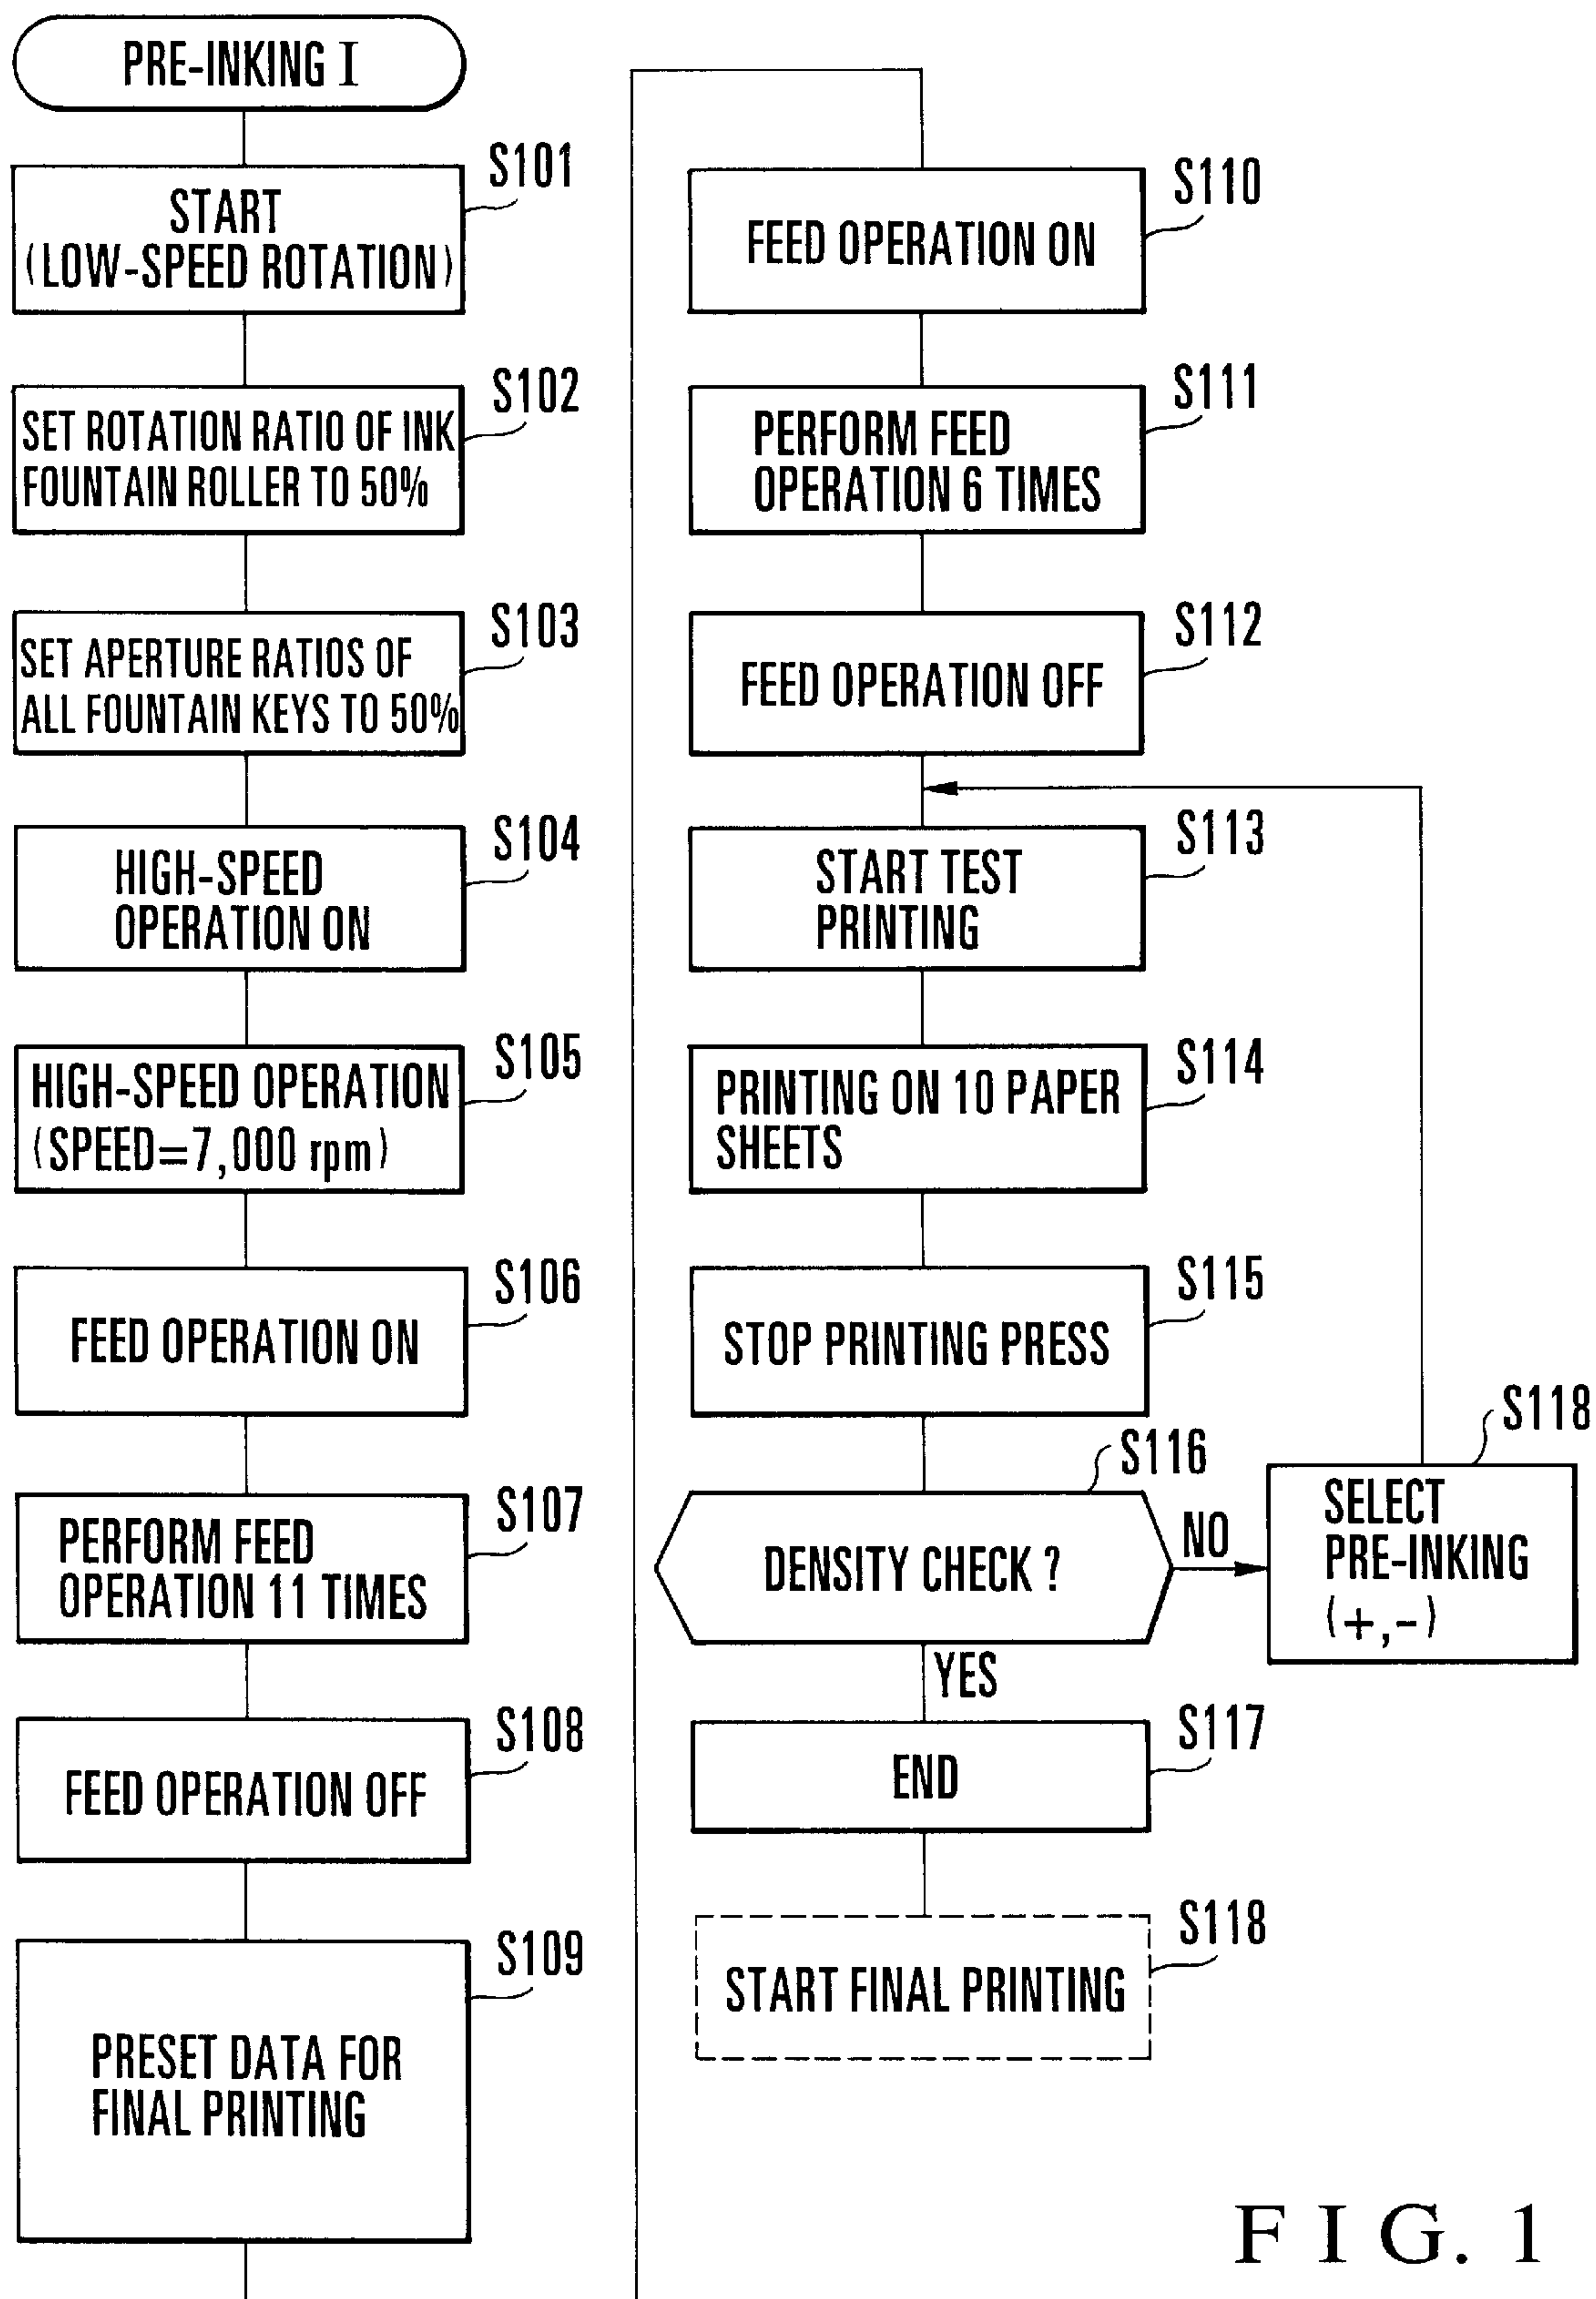 PRE-INKING I
S101
START
(LOW-SPEED ROTATION)
S102
SET ROTATION RATIO OF INK
FOUNTAIN ROLLER TO 50%
S103
SET APERTURE RATIOS OF
ALL FOUNTAIN KEYS TO 50%
S104
HIGH-SPEED
OPERATION ON
S105
HIGH-SPEED OPERATION
(SPEED=7,000 rpm)
S106
FEED OPERATION ON
S107
PERFORM FEED
OPERATION 11 TIMES
S108
FEED OPERATION OFF
S109
PRESET DATA FOR
FINAL PRINTING
S110
FEED OPERATION ON
S111
PERFORM FEED
OPERATION 6 TIMES
S112
FEED OPERATION OFF
S113
START TEST
PRINTING
S114
PRINTING ON 10 PAPER
SHEETS
S115
STOP PRINTING PRESS
S116
DENSITY CHECK ?
NO
S118
SELECT
PRE-INKING
(+,-)
YES
S117
END
S118
START FINAL PRINTING
FIG. 1